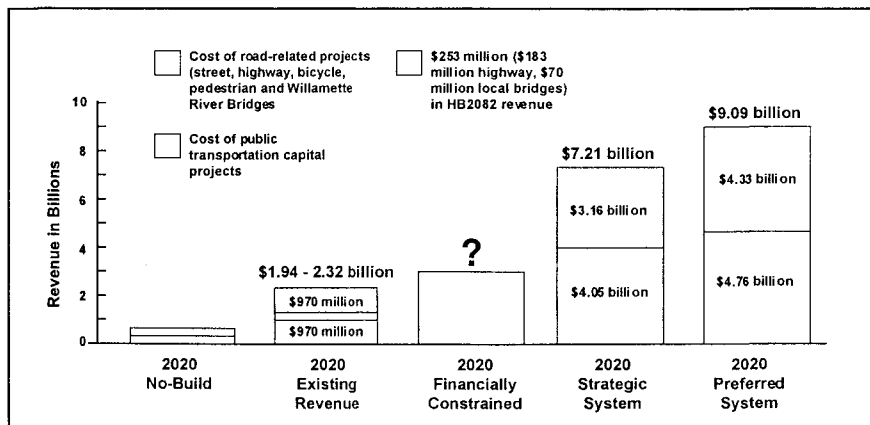 Cost of road-related projects
(street, highway, bicycle,
pedestrian and Willamette
River Bridges
$253 million ($183
million highway, $70
million local bridges)
in HB2082 revenue
Cost of public
transportation capital
projects
Revenue in Billions
10
8
6
4
2
0
$1.94 - 2.32 billion
$970 million
$970 million
?
$7.21 billion
$3.16 billion
$4.05 billion
$9.09 billion
$4.33 billion
$4.76 billion
2020
No-Build
2020
Existing
Revenue
2020
Financially
Constrained
2020
Strategic
System
2020
Preferred
System